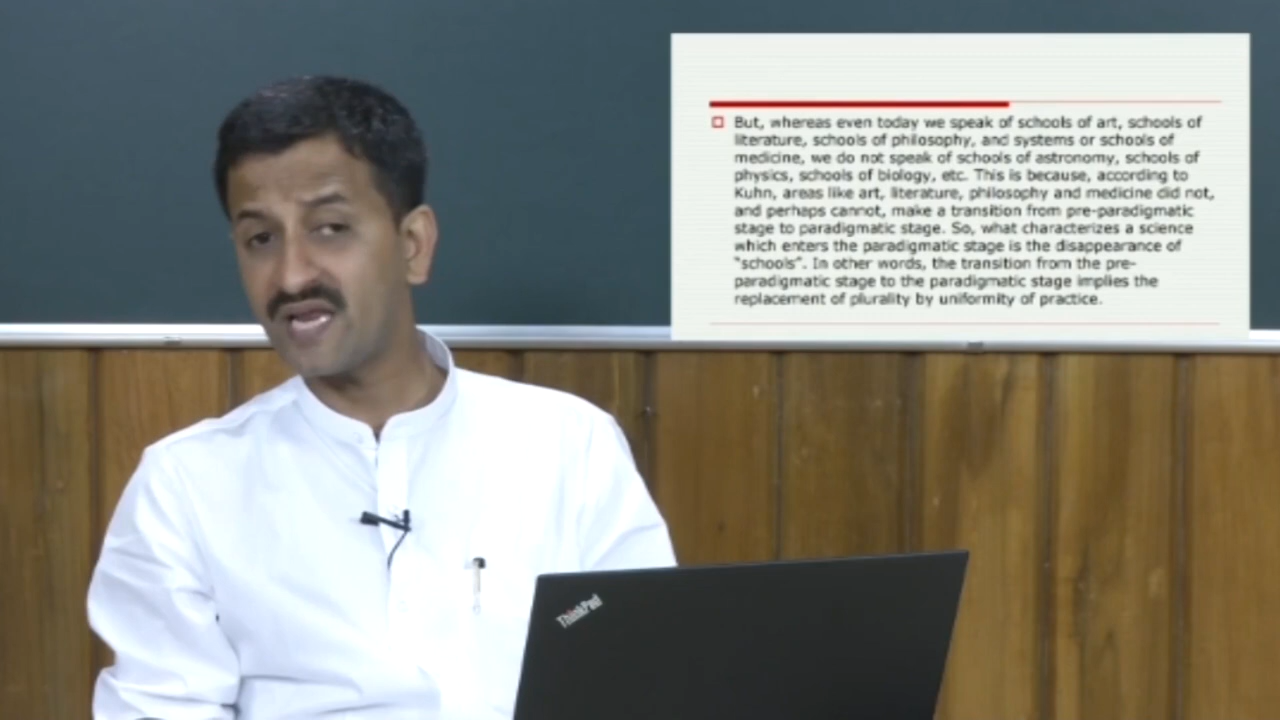 But, whereas even today we speak of schools of art, schools of
literature, schools of philosophy, and systems or schools of
medicine, we do not speak of schools of astronomy, schools of
physics, schools of biology, etc. This is because, according to
Kuhn, areas like art, literature, philosophy and medicine did not,
and perhaps cannot, make a transition from pre-paradigmatic
stage to paradigmatic stage. So, what characterizes a science
which enters the paradigmatic stage is the disappearance of
“schools”. In other words, the transition from the pre-
paradigmatic stage to the paradigmatic stage implies the
replacement of plurality by uniformity of practice.
ThinkPad